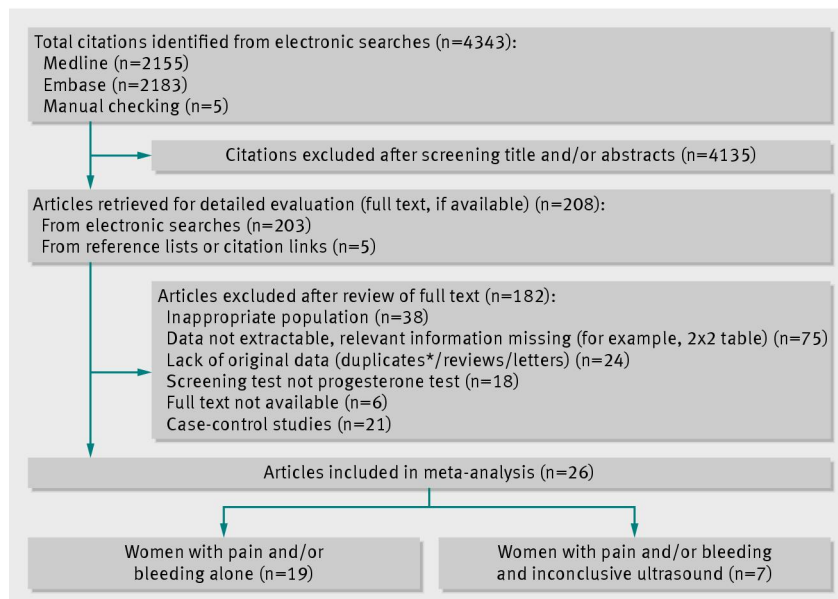 Total citations identified from electronic searches (n=4343):
Medline (n=2155)
Embase (n=2183)
Manual checking (n=5)
Citations excluded after screening title and/or abstracts (n=4135)
Articles retrieved for detailed evaluation (full text, if available) (n=208):
From electronic searches (n=203)
From reference lists or citation links (n=5)
Articles excluded after review of full text (n=182):
Inappropriate population (n=38)
Data not extractable, relevant information missing (for example, 2x2 table) (n=75)
Lack of original data (duplicates*/reviews/letters) (n=24)
Screening test not progesterone test (n=18)
Full text not available (n=6)
Case-control studies (n=21)
Articles included in meta-analysis (n=26)
Women with pain and/or
bleeding alone (n=19)
Women with pain and/or bleeding
and inconclusive ultrasound (n=7)